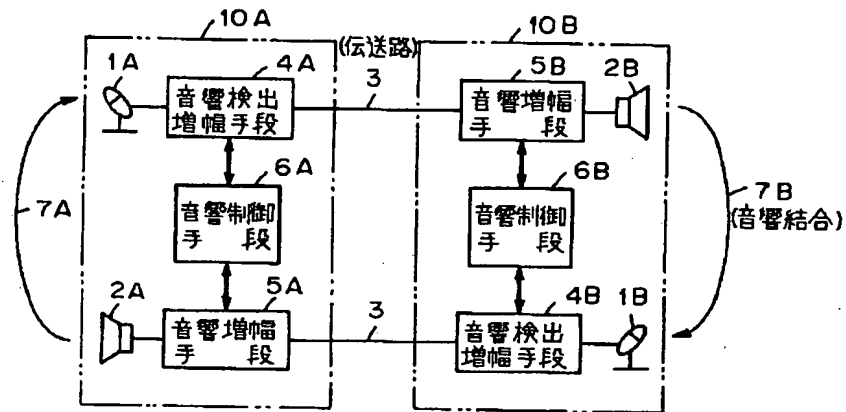 10A
(伝送路)
10B
1A
4A
3
5B
2B
音響検出
増幅手段
音響増幅
手　段
6A
6B
7A
音響制御
手　段
音響制御
手　段
7B
(音響結合)
2A
5A
3
4B
1B
音響増幅
手　段
音響検出
増幅手段